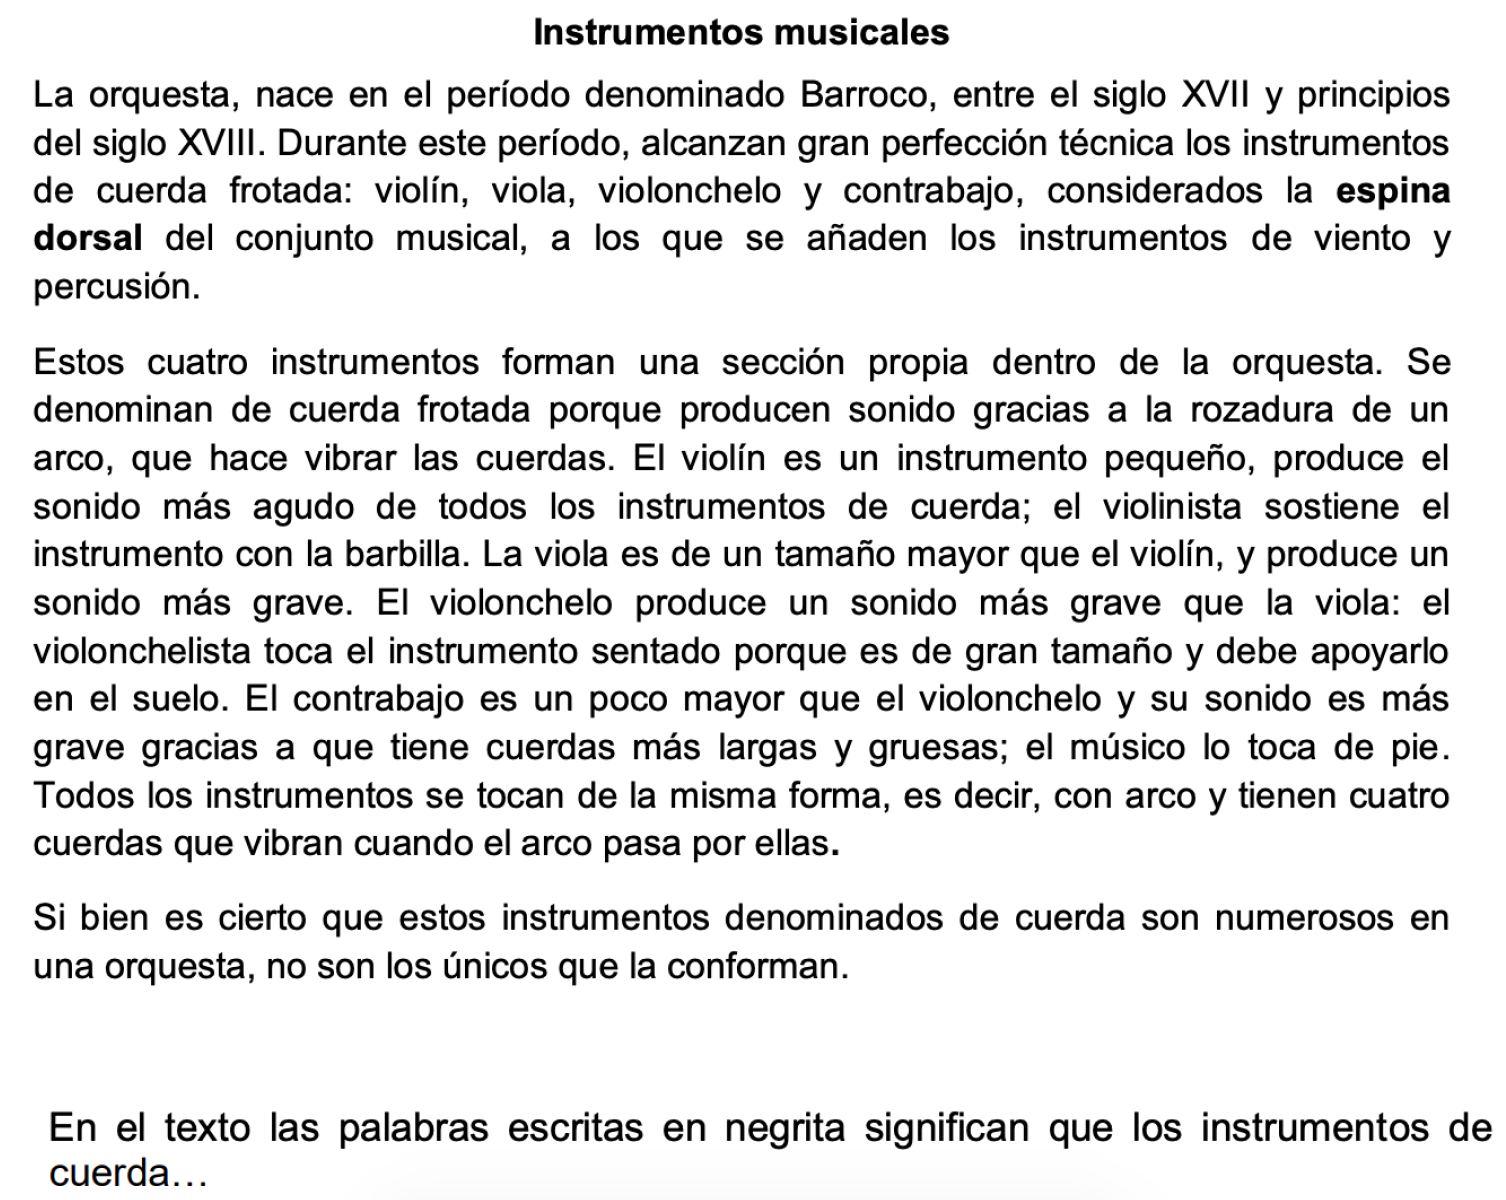 Instrumentos musicales
La orquesta, nace en el período denominado Barroco, entre el siglo XVII y principios
del siglo XVIII. Durante este período, alcanzan gran perfección técnica los instrumentos
de cuerda frotada: violín, viola, violonchelo y contrabajo, considerados la espina
dorsal del conjunto musical, a los que se añaden los instrumentos de viento y
percusión.
Estos cuatro instrumentos forman una sección propia dentro de la orquesta. Se
denominan de cuerda frotada porque producen sonido gracias a la rozadura de un
arco, que hace vibrar las cuerdas. El violín es un instrumento pequeño, produce el
sonido más agudo de todos los instrumentos de cuerda; el violinista sostiene el
instrumento con la barbilla. La viola es de un tamaño mayor que el violín, y produce un
sonido más grave. El violonchelo produce un sonido más grave que la viola: el
violonchelista toca el instrumento sentado porque es de gran tamaño y debe apoyarlo
en el suelo. El contrabajo es un poco mayor que el violonchelo y su sonido es más
grave gracias a que tiene cuerdas más largas y gruesas; el músico lo toca de pie.
Todos los instrumentos se tocan de la misma forma, es decir, con arco y tienen cuatro
cuerdas que vibran cuando el arco pasa por ellas.
Si bien es cierto que estos instrumentos denominados de cuerda son numerosos en
una orquesta, no son los únicos que la conforman.
En el texto las palabras escritas en negrita significan que los instrumentos de
cuerda…